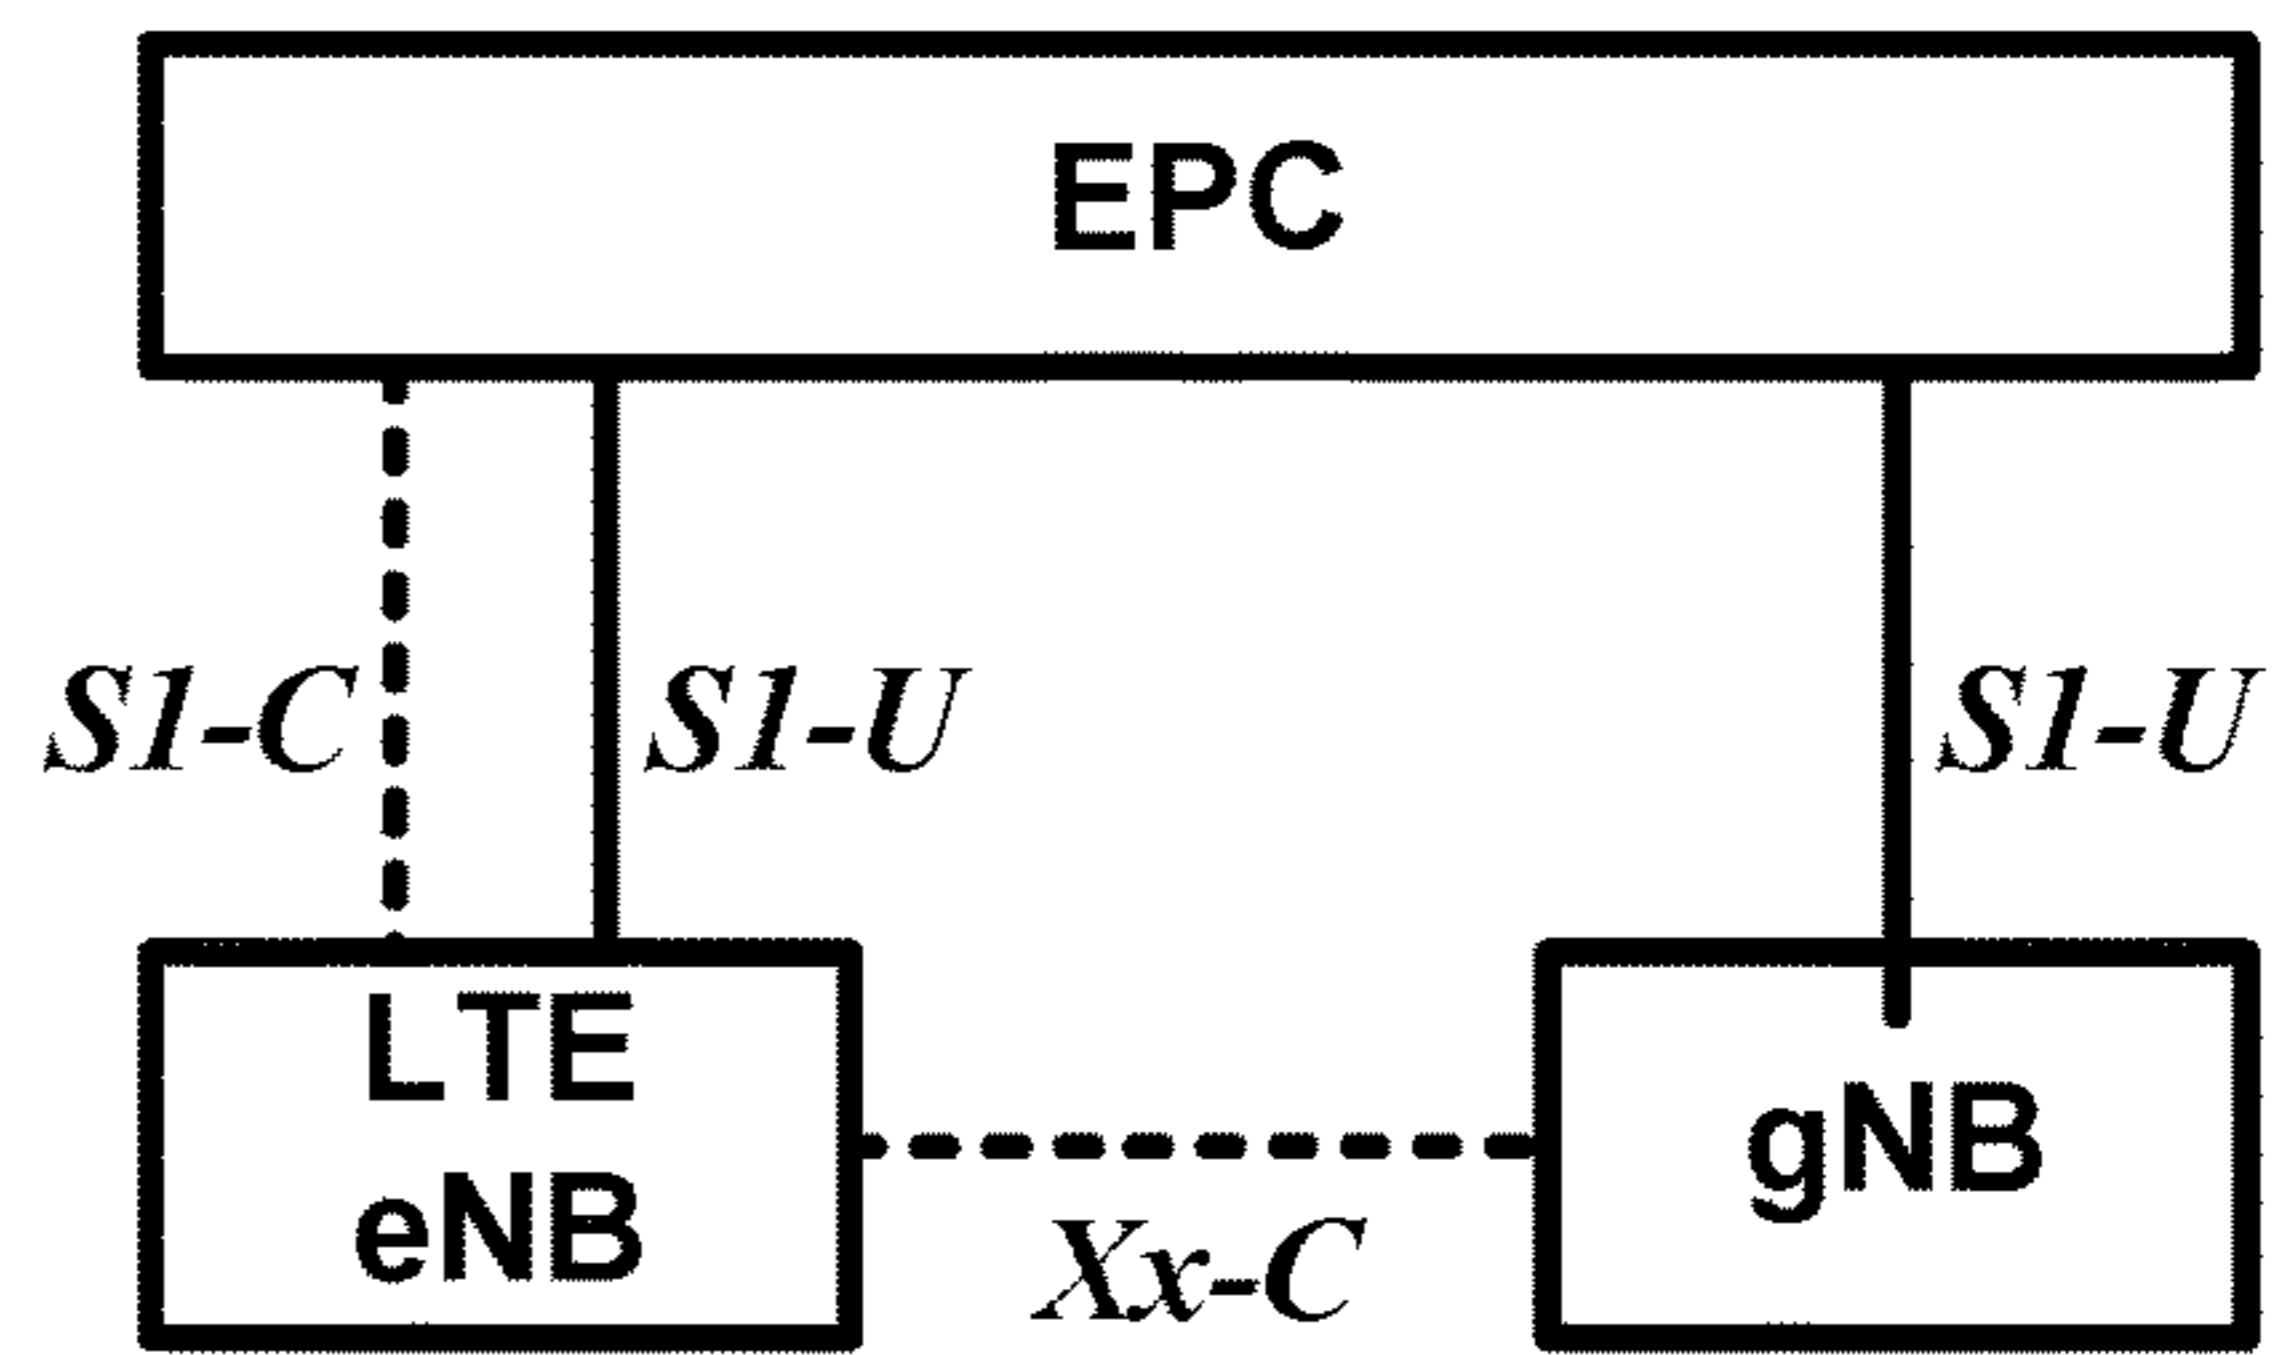 EPC
S1-C
S1-U
S1-U
LTE
eNB
gNB
Xx-C